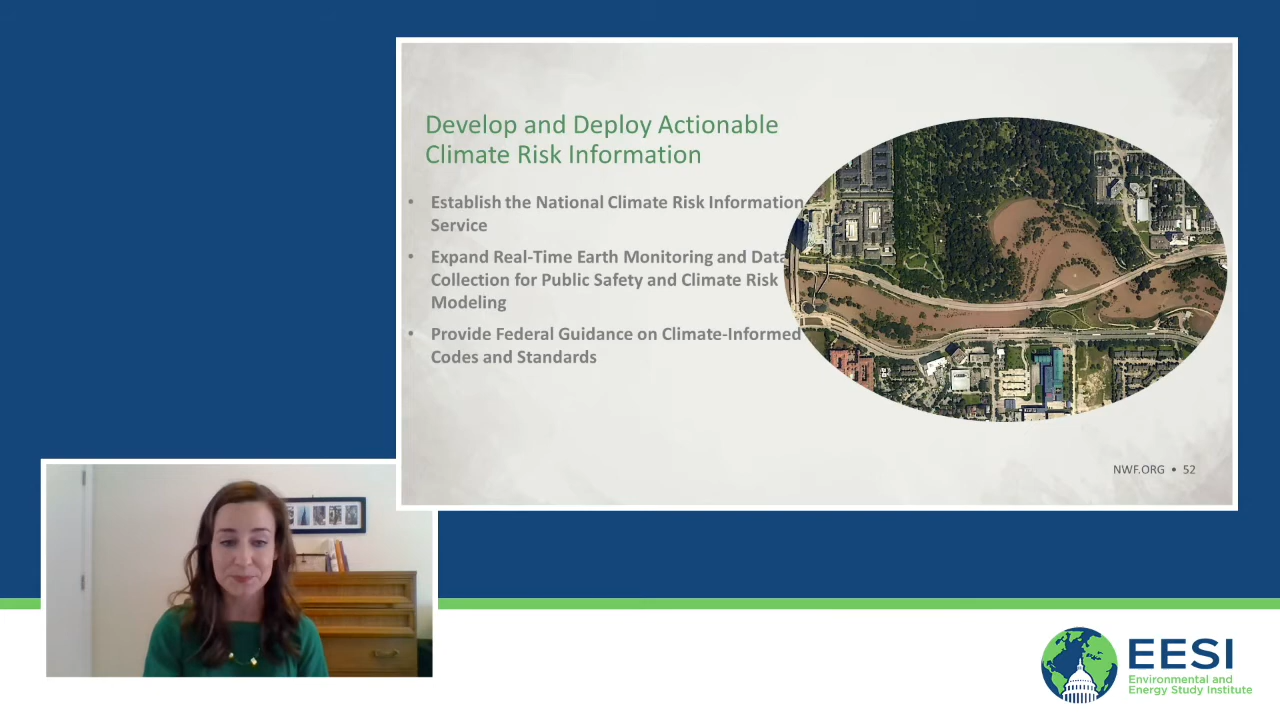 Develop and Deploy Actionable
Climate Risk Information
• Establish the National Climate Risk Information
Service
• Expand Real-Time Earth Monitoring and Data
Collection for Public Safety and Climate Risk
Modeling
• Provide Federal Guidance on Climate-Informed
Codes and Standards
NWF.ORG • 52
EESI
Environmental and
Energy Study Institute